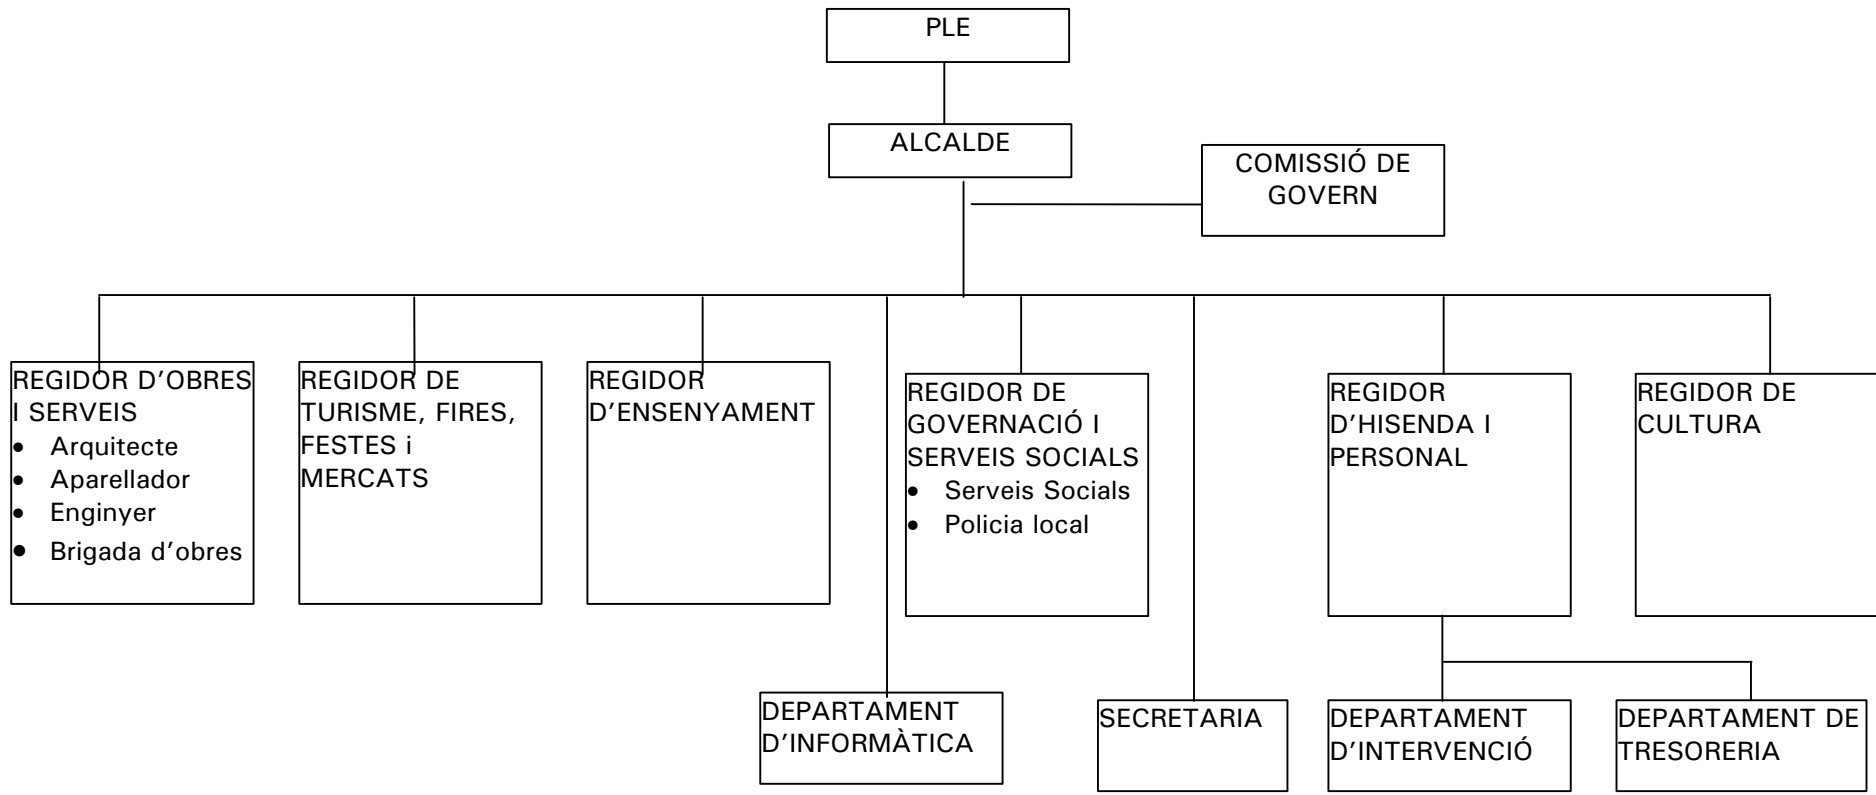 PLE
ALCALDE
COMISSIÓ DE
GOVERN
REGIDOR D'OBRES
I SERVEIS
• Arquitecte
• Aparellador
• Enginyer
• Brigada d'obres
REGIDOR DE
TURISME, FIRES,
FESTES i
MERCATS
REGIDOR
D'ENSENYAMENT
REGIDOR DE
GOVERNACIÓ I
SERVEIS SOCIALS
• Serveis Socials
• Policia local
REGIDOR
D'HISENDA I
PERSONAL
REGIDOR DE
CULTURA
DEPARTAMENT
D'INFORMÀTICA
SECRETARIA
DEPARTAMENT
D'INTERVENCIÓ
DEPARTAMENT DE
TRESORERIA